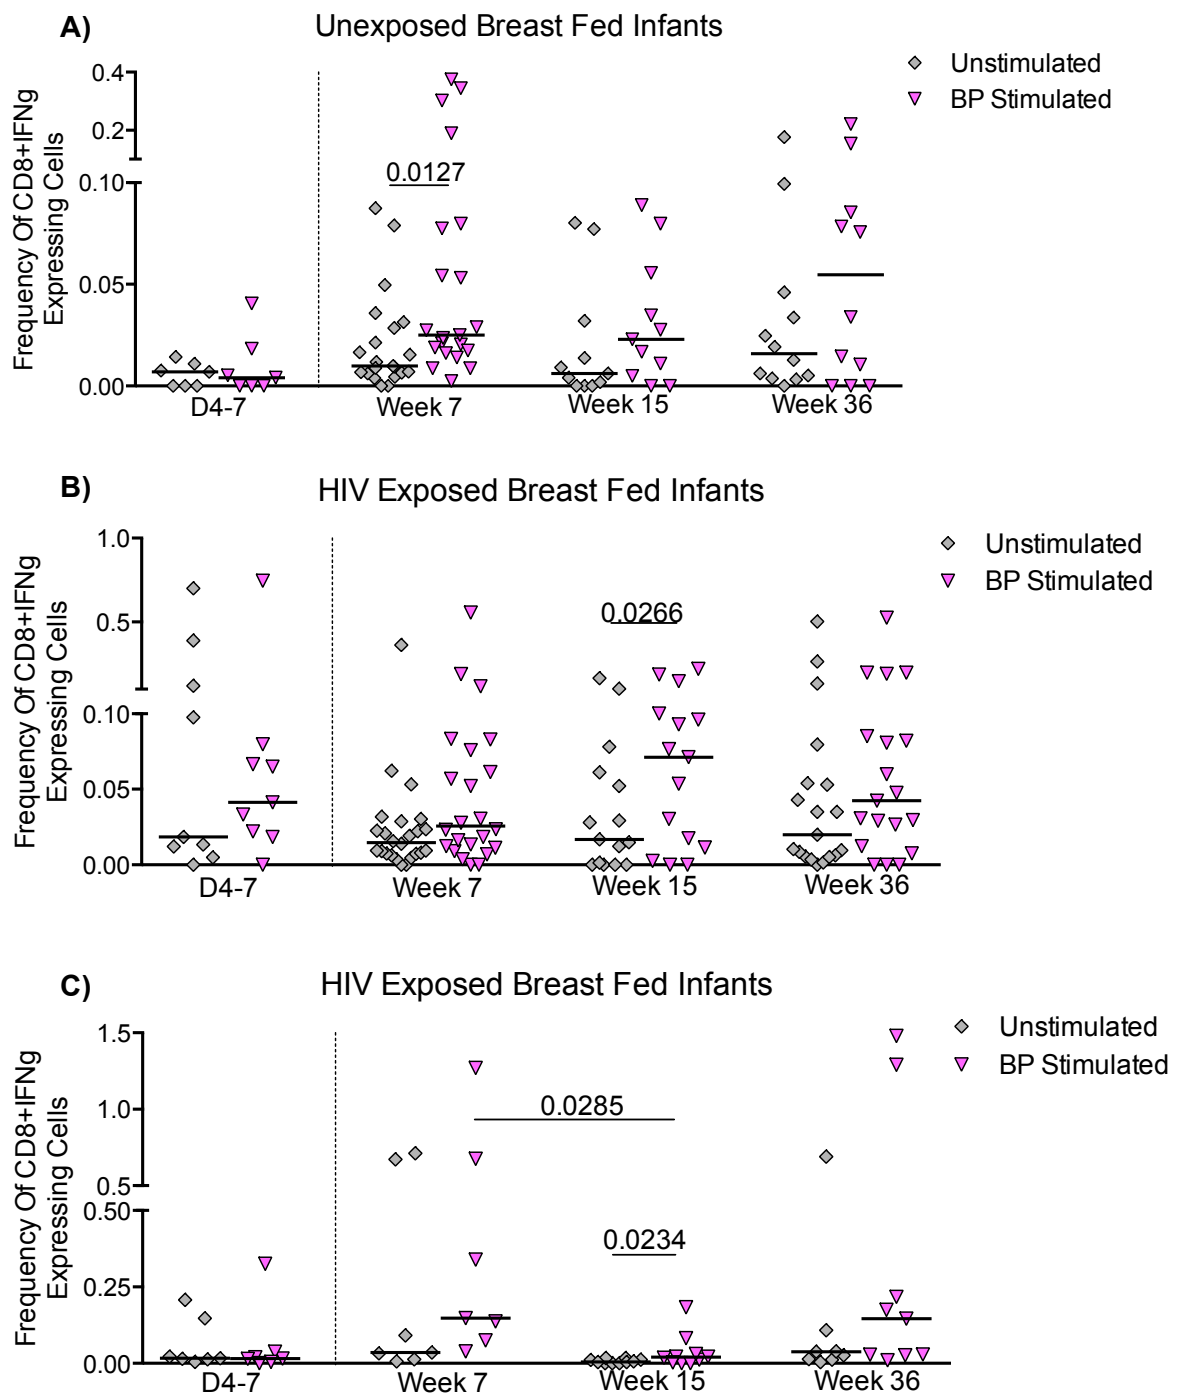 A)
Unexposed Breast Fed Infants
Unstimulated
BP Stimulated
Frequency Of CD8+IFNg
Expressing Cells
0.4
0.2
0.10
0.05
0.00
0.0127
D4-7
Week 7
Week 15
Week 36
B)
HIV Exposed Breast Fed Infants
Unstimulated
BP Stimulated
Frequency Of CD8+IFNg
Expressing Cells
1.0
0.5
0.10
0.05
0.00
0.0266
D4-7
Week 7
Week 15
Week 36
C)
HIV Exposed Breast Fed Infants
Unstimulated
BP Stimulated
Frequency Of CD8+IFNg
Expressing Cells
1.5
1.0
0.5
0.50
0.25
0.00
0.0285
0.0234
D4-7
Week 7
Week 15
Week 36